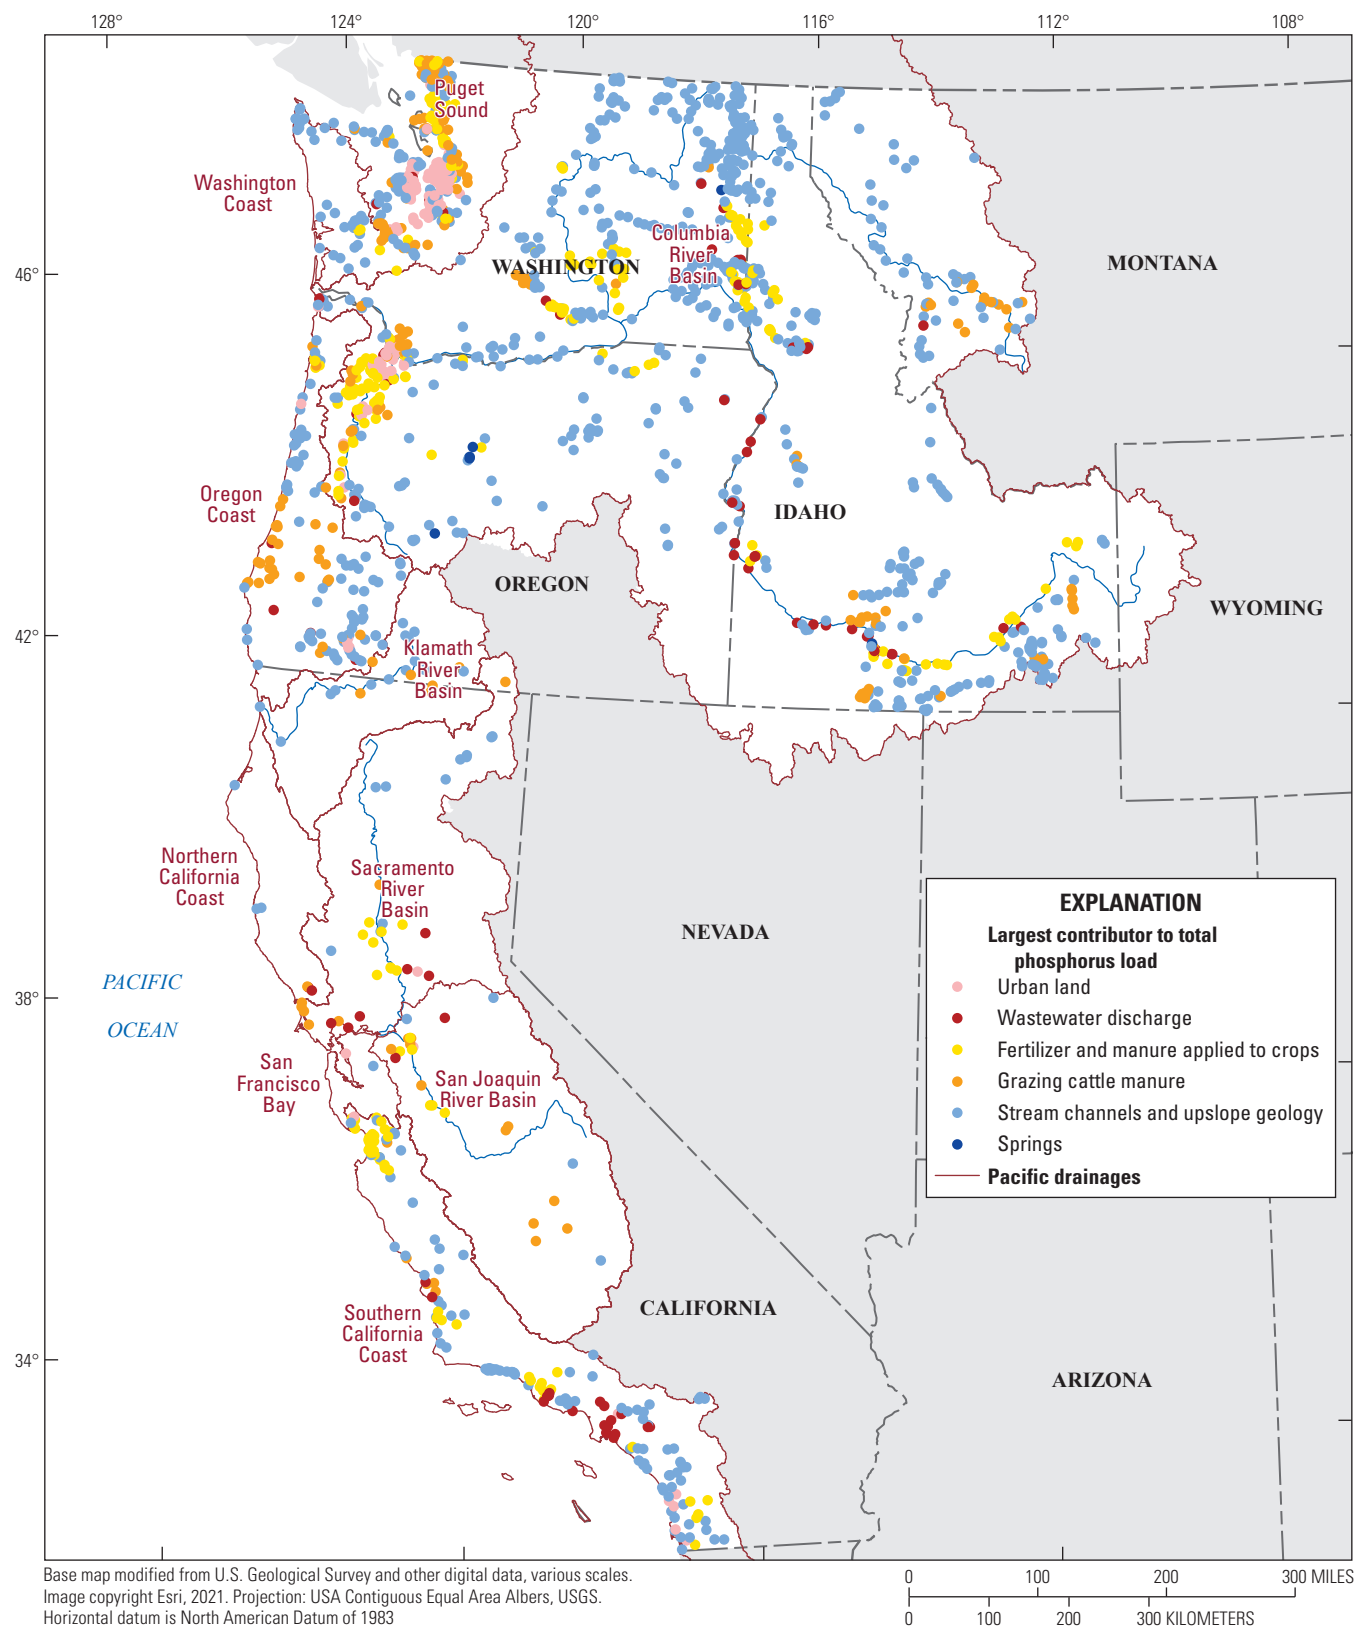 128°
124°
120°
116°
112°
108°
Puget
Sound
Washington
Coast
Columbia
River
Basin
WASHINGTON
MONTANA
46°
Oregon
Coast
IDAHO
OREGON
WYOMING
42°
Klamath
River
Basin
Northern
California
Coast
Sacramento
River
Basin
NEVADA
PACIFIC
OCEAN
38°
San
Francisco
Bay
San Joaquin
River Basin
CALIFORNIA
Southern
California
Coast
34°
ARIZONA
EXPLANATION
Largest contributor to total
phosphorus load
Urban land
Wastewater discharge
Fertilizer and manure applied to crops
Grazing cattle manure
Stream channels and upslope geology
Springs
Pacific drainages
Base map modified from U.S. Geological Survey and other digital data, various scales.
Image copyright Esri, 2021. Projection: USA Contiguous Equal Area Albers, USGS.
Horizontal datum is North American Datum of 1983
0 100 200 300 MILES
0 100 200 300 KILOMETERS